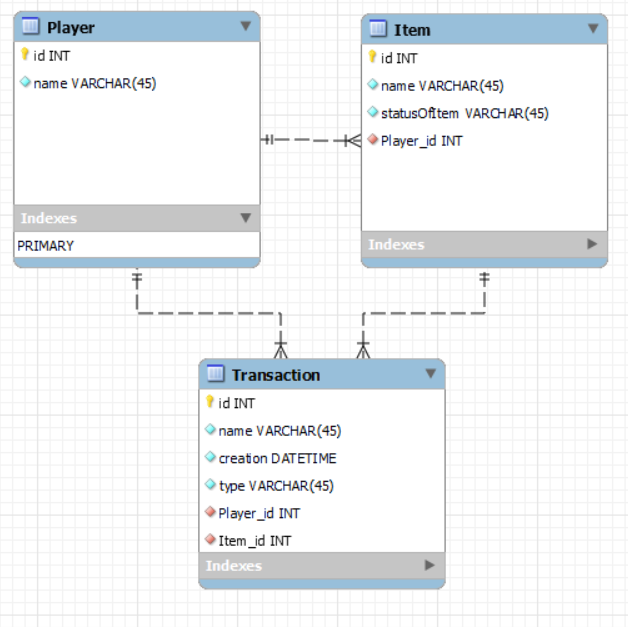 Player
id INT
name VARCHAR(45)
Indexes
PRIMARY
Item
id INT
name VARCHAR(45)
statusOfItem VARCHAR(45)
Player_id INT
Indexes
Transaction
id INT
name VARCHAR(45)
creation DATETIME
type VARCHAR(45)
Player_id INT
Item_id INT
Indexes